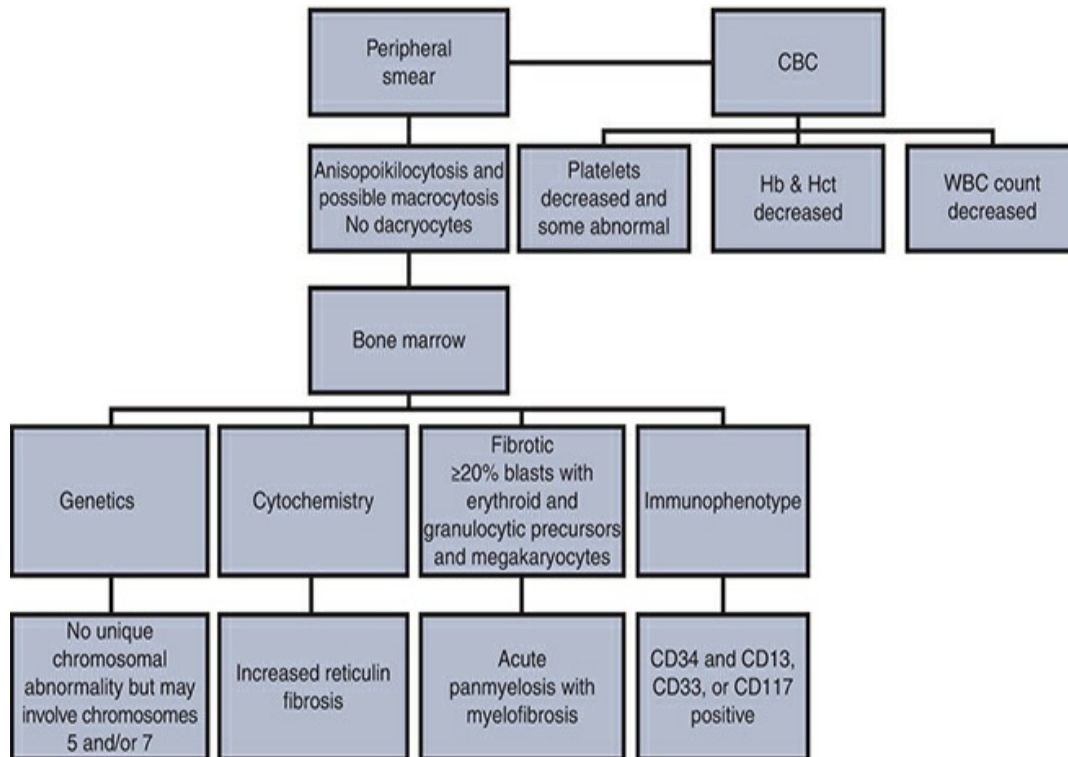 Peripheral
smear
CBC
Anisopoikilocytosis and
possible macrocytosis
No dacryocytes
Platelets
decreased and
some abnormal
Hb & Hct
decreased
WBC count
decreased
Bone marrow
Genetics
Cytochemistry
Fibrotic
≥20% blasts with
erythroid and
granulocytic precursors
and megakaryocytes
Immunophenotype
No unique
chromosomal
abnormality but may
involve chromosomes
5 and/or 7
Increased reticulin
fibrosis
Acute
panmyelosis with
myelofibrosis
CD34 and CD13,
CD33, or CD117
positive